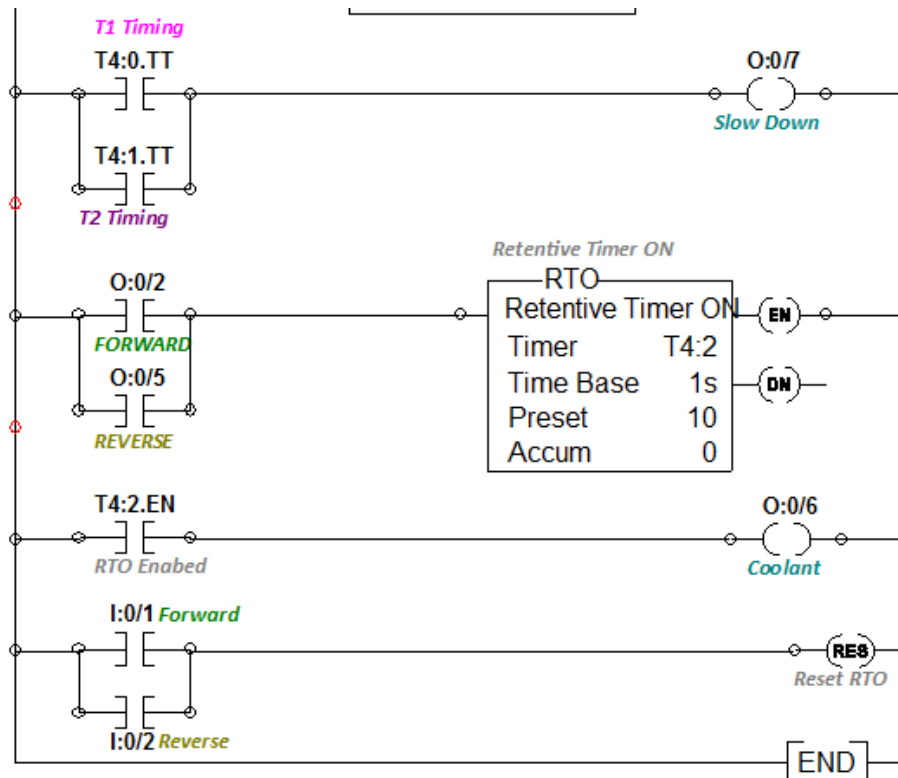 T1 Timing
T4:0.TT
O:0/7
Slow Down
T4:1.TT
T2 Timing
Retentive Timer ON
O:0/2
RTO
Retentive Timer ON
EN
FORWARD
Timer T4:2
O:0/5
Time Base 1s
DN
Preset 10
REVERSE
Accum 0
T4:2.EN
O:0/6
RTO Enabed
Coolant
I:0/1 Forward
RES
Reset RTO
I:0/2 Reverse
END